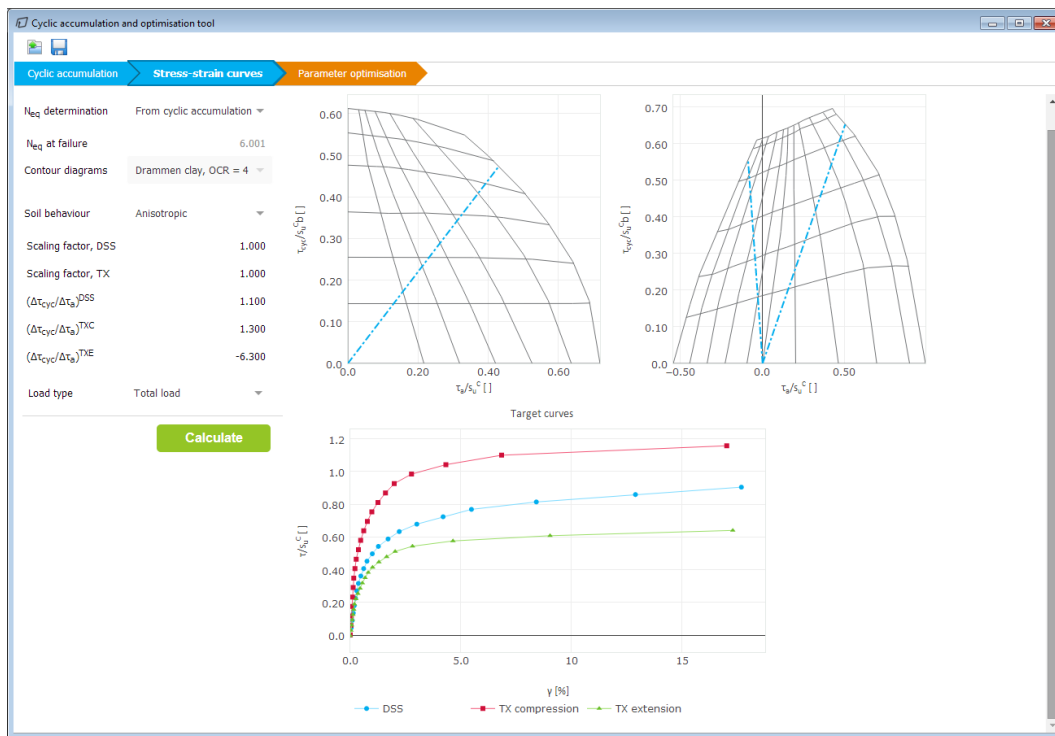 Cyclic accumulation and optimisation tool
Cyclic accumulation
Stress-strain curves
Parameter optimisation
Neq determination From cyclic accumulation
Neq at failure 6.001
Contour diagrams Drammen clay, OCR = 4
Soil behaviour Anisotropic
Scaling factor, DSS 1.000
Scaling factor, TX 1.000
(Δτcyc/Δτa)DSS 1.100
(Δτcyc/Δτa)TXC 1.300
(Δτcyc/Δτa)TXE -6.300
Load type Total load
Calculate
τcyc/suCb [ ]
0.60
0.50
0.40
0.30
0.20
0.10
0.0
0.0 0.20 0.40 0.60
τa/suC [ ]
τcyc/suCb [ ]
0.70
0.60
0.50
0.40
0.30
0.20
0.10
0.0
−0.50 0.0 0.50
τa/suC [ ]
Target curves
τ/suC [ ]
1.2
1.0
0.80
0.60
0.40
0.20
0.0
0.0 5.0 10 15
γ [%]
DSS TX compression TX extension